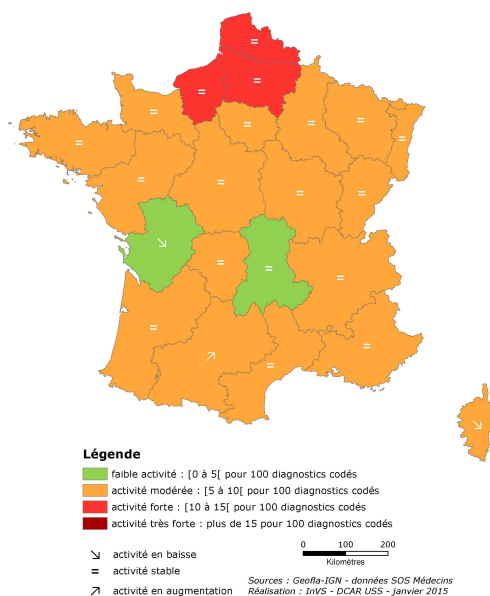 Légende
faible activité : [0 à 5[ pour 100 diagnostics codés
activité modérée : [5 à 10[ pour 100 diagnostics codés
activité forte : [10 à 15[ pour 100 diagnostics codés
activité très forte : plus de 15 pour 100 diagnostics codés
activité en baisse
activité stable
activité en augmentation
0 100 200
Kilomètres
Sources : Geofla-IGN - données SOS Médecins
Réalisation : InVS - DCAR USS - janvier 2015